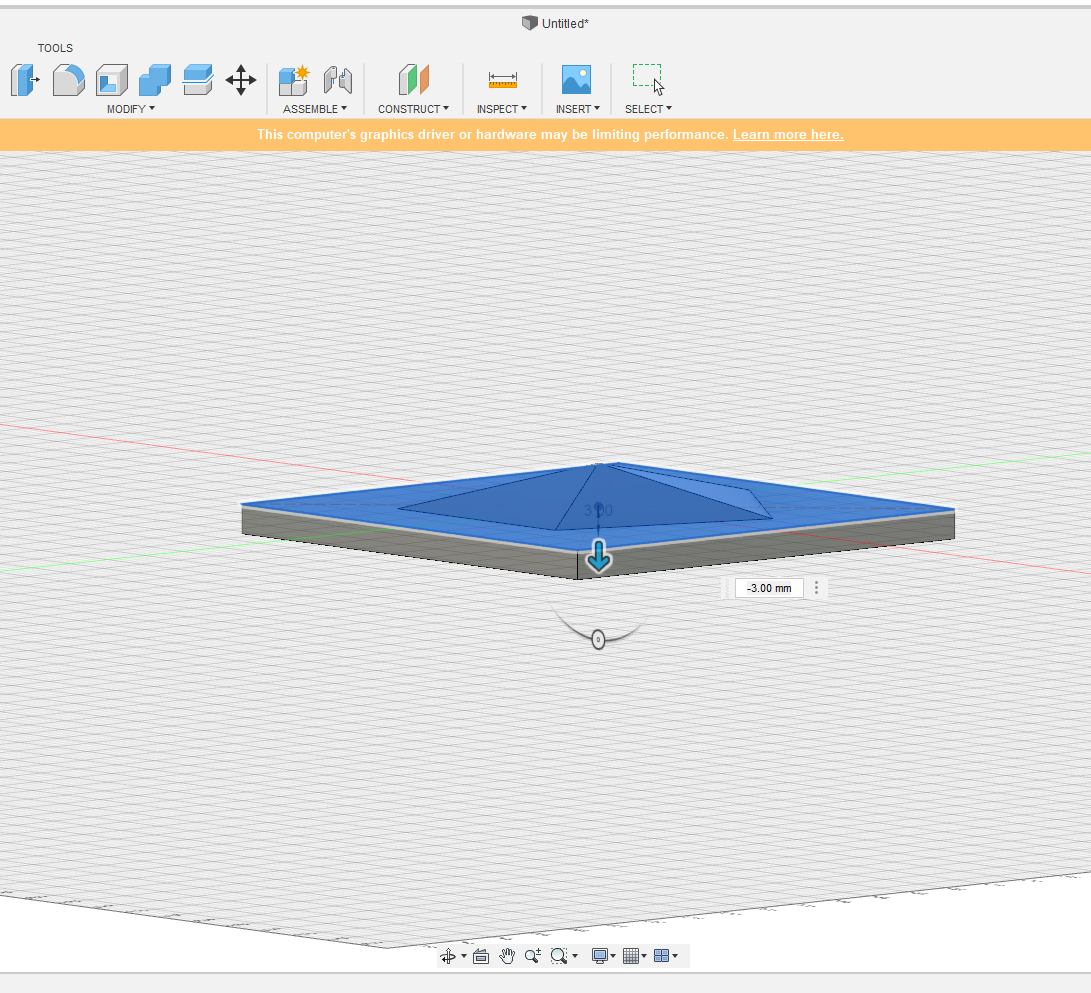 Untitled*
TOOLS
MODIFY ASSEMBLE CONSTRUCT INSPECT INSERT SELECT
This computer's graphics driver or hardware may be limiting performance. Learn more here.
3.00
-3.00 mm
0